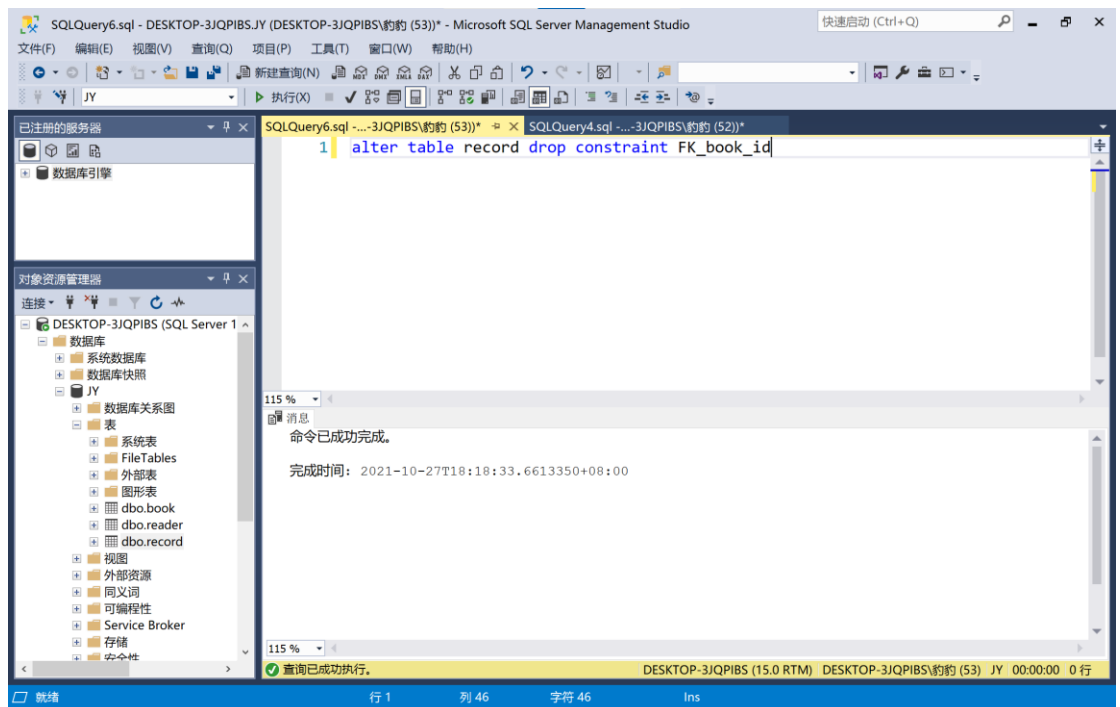 SQLQuery6.sql - DESKTOP-3JQPIBS.JY (DESKTOP-3JQPIBS\豹豹 (53))* - Microsoft SQL Server Management Studio
快速启动 (Ctrl+Q)
文件(F) 编辑(E) 视图(V) 查询(Q) 项目(P) 工具(T) 窗口(W) 帮助(H)
新建查询(N)
JY 执行(X)
已注册的服务器
数据库引擎
SQLQuery6.sql -...-3JQPIBS\豹豹 (53))* SQLQuery4.sql -...-3JQPIBS\豹豹 (52))*
1 alter table record drop constraint FK_book_id
对象资源管理器
连接
DESKTOP-3JQPIBS (SQL Server 1
数据库
系统数据库
数据库快照
JY
数据库关系图
表
系统表
FileTables
外部表
图形表
dbo.book
dbo.reader
dbo.record
视图
外部资源
同义词
可编程性
Service Broker
存储
安全性
115 %
消息
命令已成功完成。
完成时间: 2021-10-27T18:18:33.6613350+08:00
115 %
查询已成功执行。 DESKTOP-3JQPIBS (15.0 RTM) DESKTOP-3JQPIBS\豹豹 (53) JY 00:00:00 0 行
就绪 行 1 列 46 字符 46 Ins